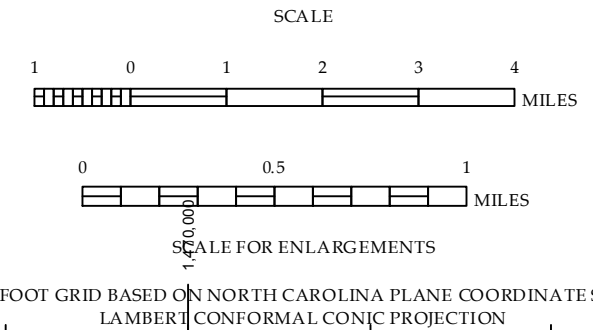 SCALE
1 0 1 2 3 4
MILES
0 0.5 1
MILES
1,470,000
SCALE FOR ENLARGEMENTS
FOOT GRID BASED ON NORTH CAROLINA PLANE COORDINATE S
LAMBERT CONFORMAL CONIC PROJECTION